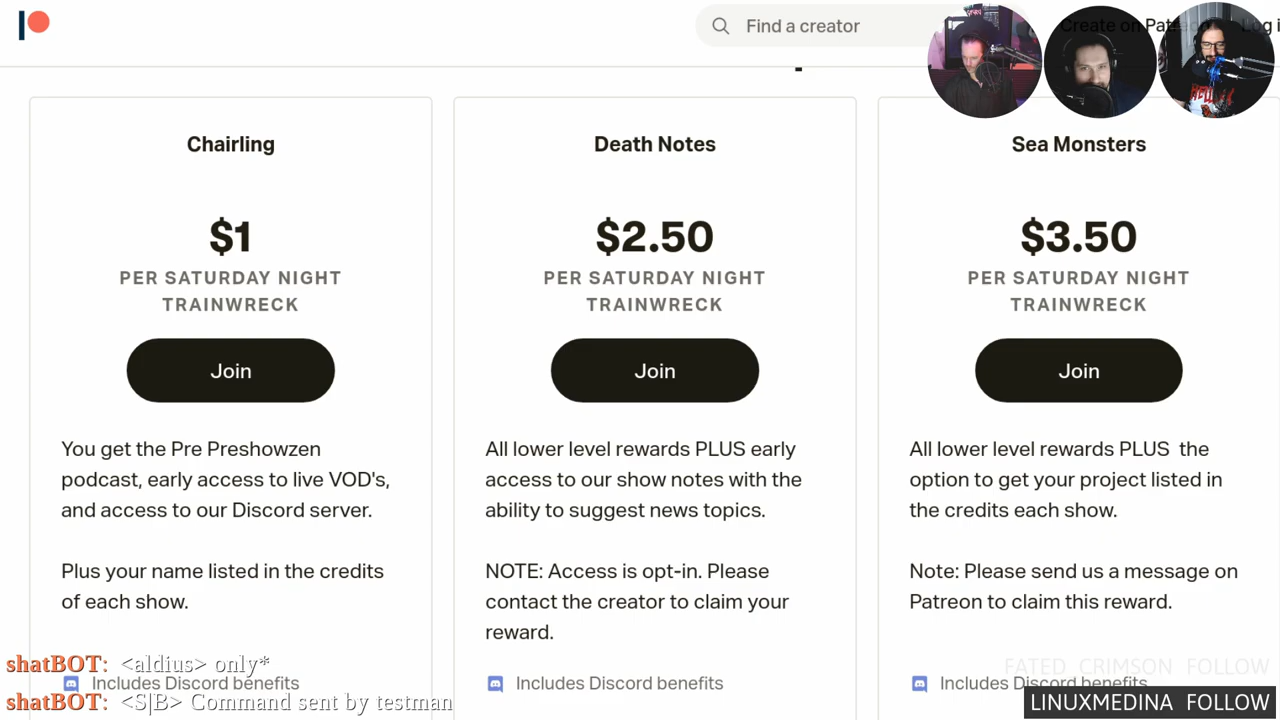 Find a creator
Create on Patreon
Log i
Chairling
$1
PER SATURDAY NIGHT
TRAINWRECK
Join
You get the Pre Preshowzen
podcast, early access to live VOD's,
and access to our Discord server.
Plus your name listed in the credits
of each show.
Includes Discord benefits
Death Notes
$2.50
PER SATURDAY NIGHT
TRAINWRECK
Join
All lower level rewards PLUS early
access to our show notes with the
ability to suggest news topics.
NOTE: Access is opt-in. Please
contact the creator to claim your
reward.
Includes Discord benefits
Sea Monsters
$3.50
PER SATURDAY NIGHT
TRAINWRECK
Join
All lower level rewards PLUS  the
option to get your project listed in
the credits each show.
Note: Please send us a message on
Patreon to claim this reward.
Includes Discord benefits
shatBOT: <aldius> only*
shatBOT: <S|B> Command sent by testman
FATED CRIMSON FOLLOW
LINUXMEDINA FOLLOW